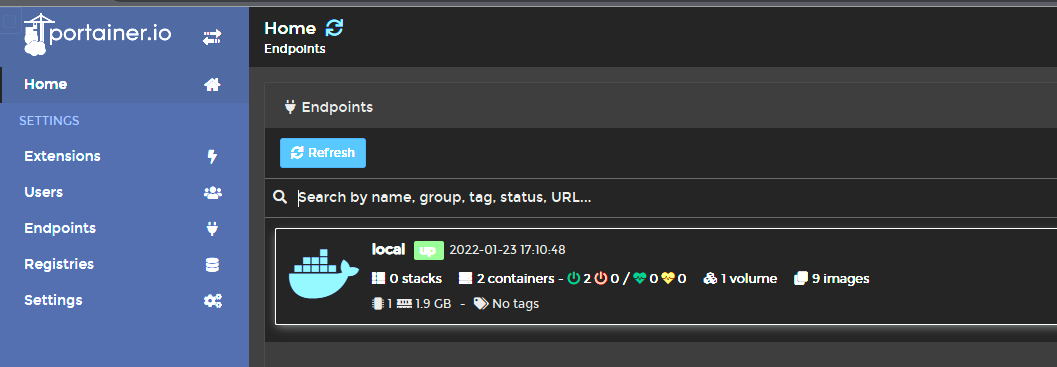 portainer.io
Home
SETTINGS
Extensions
Users
Endpoints
Registries
Settings
Home
Endpoints
Endpoints
Refresh
Search by name, group, tag, status, URL...
local up 2022-01-23 17:10:48
0 stacks 2 containers - 2 0 / 0 0 1 volume 9 images
1 1.9 GB - No tags